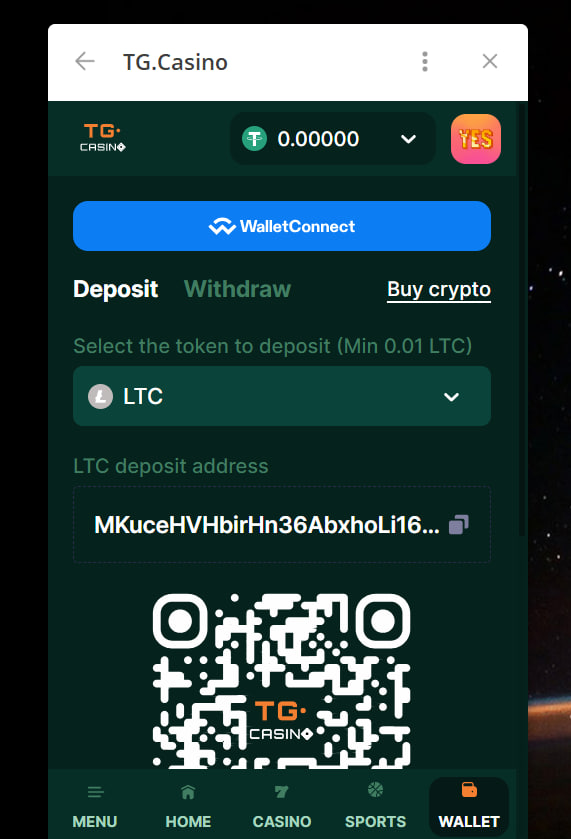 TG.Casino
TG·
CASINO
0.00000
YES
WalletConnect
Deposit Withdraw Buy crypto
Select the token to deposit (Min 0.01 LTC)
LTC
LTC deposit address
MKuceHVHbirHn36AbxhoLi16...
TG·
CASINO
MENU HOME CASINO SPORTS WALLET